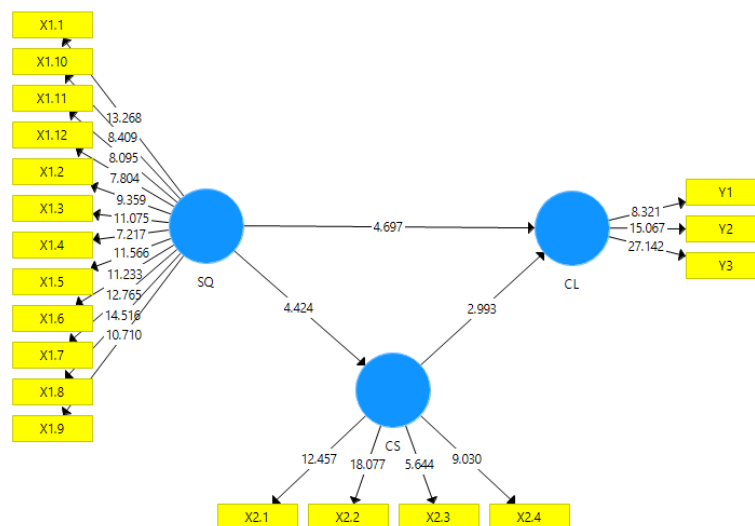 X1.1
X1.10
X1.11
X1.12
X1.2
X1.3
X1.4
X1.5
X1.6
X1.7
X1.8
X1.9
13.268
8.409
8.095
7.804
9.359
11.075
7.217
11.566
11.233
12.765
14.516
10.710
SQ
4.697
4.424
2.993
CL
8.321
15.067
27.142
Y1
Y2
Y3
CS
12.457
18.077
5.644
9.030
X2.1
X2.2
X2.3
X2.4